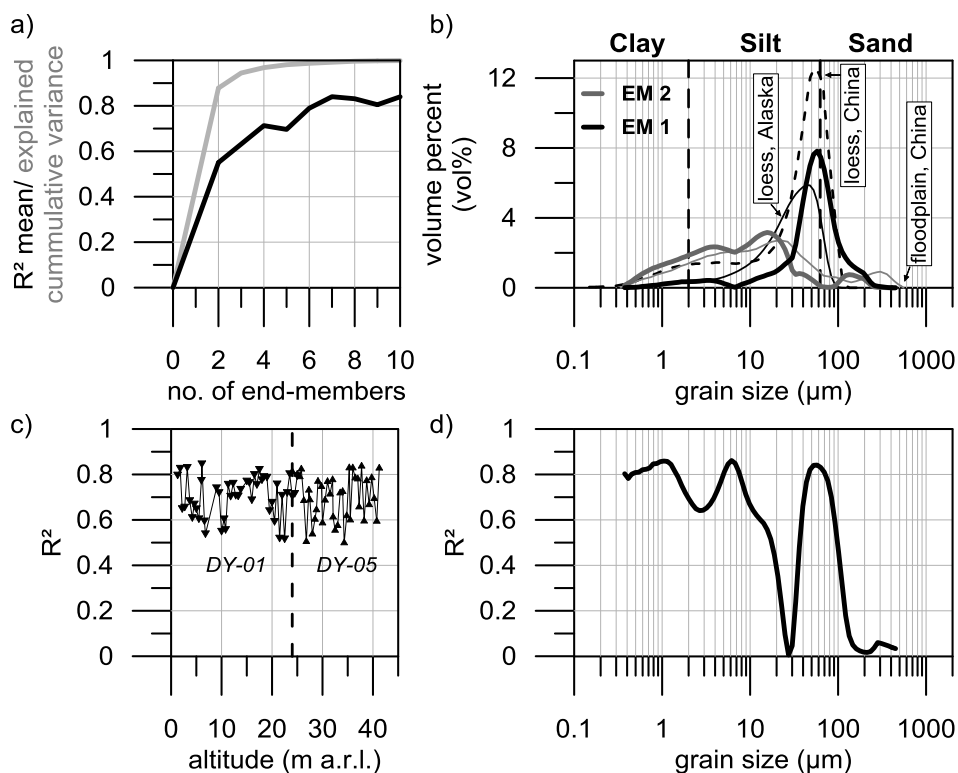 a)
R² mean/ explained
cummulative variance
1
0.8
0.6
0.4
0.2
0
0 2 4 6 8 10
no. of end-members
b)
Clay Silt Sand
volume percent
(vol%)
12
8
4
0
EM 2
EM 1
loess, Alaska
loess, China
floodplain, China
0.1 1 10 100 1000
grain size (µm)
c)
R²
1
0.8
0.6
0.4
0.2
0
DY-01 DY-05
0 10 20 30 40
altitude (m a.r.l.)
d)
R²
1
0.8
0.6
0.4
0.2
0
0.1 1 10 100 1000
grain size (µm)